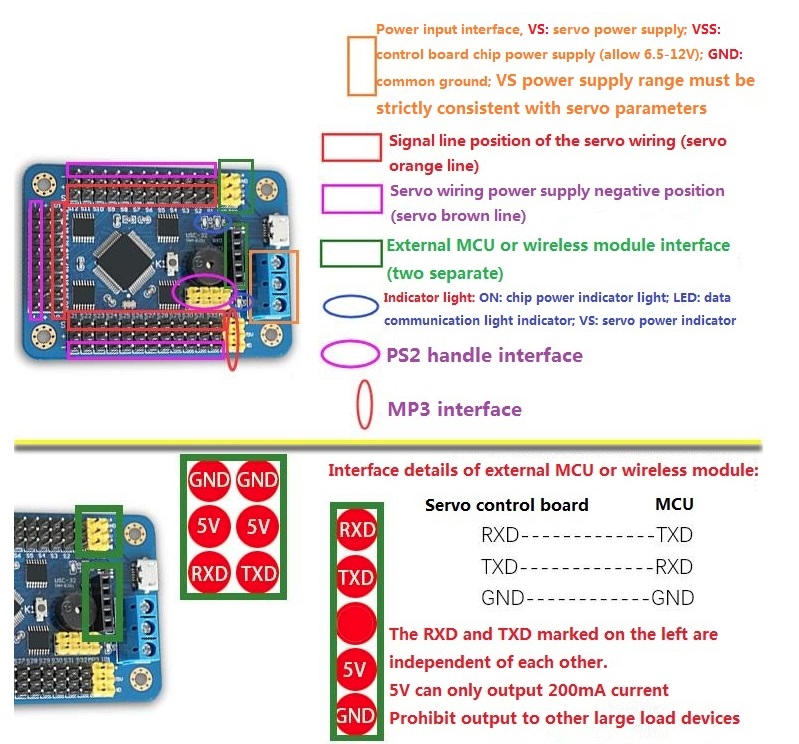 Power input interface, VS: servo power supply; VSS:
control board chip power supply (allow 6.5-12V); GND:
common ground; VS power supply range must be
strictly consistent with servo parameters
Signal line position of the servo wiring (servo
orange line)
Servo wiring power supply negative position
(servo brown line)
External MCU or wireless module interface
(two separate)
Indicator light: ON: chip power indicator light; LED: data
communication light indicator; VS: servo power indicator
PS2 handle interface
MP3 interface
K1
GND GND
5V 5V
RXD TXD
Interface details of external MCU or wireless module:
Servo control board MCU
RXD-------------TXD
TXD-------------RXD
GND------------GND
RXD
TXD
5V
GND
The RXD and TXD marked on the left are
independent of each other.
5V can only output 200mA current
Prohibit output to other large load devices
USC-32
K1